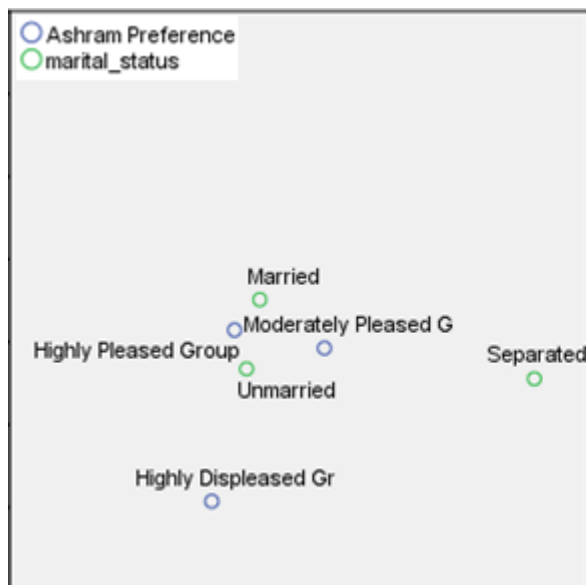 Ashram Preference
marital_status
Married
Moderately Pleased G
Highly Pleased Group
Separated
Unmarried
Highly Displeased Gr